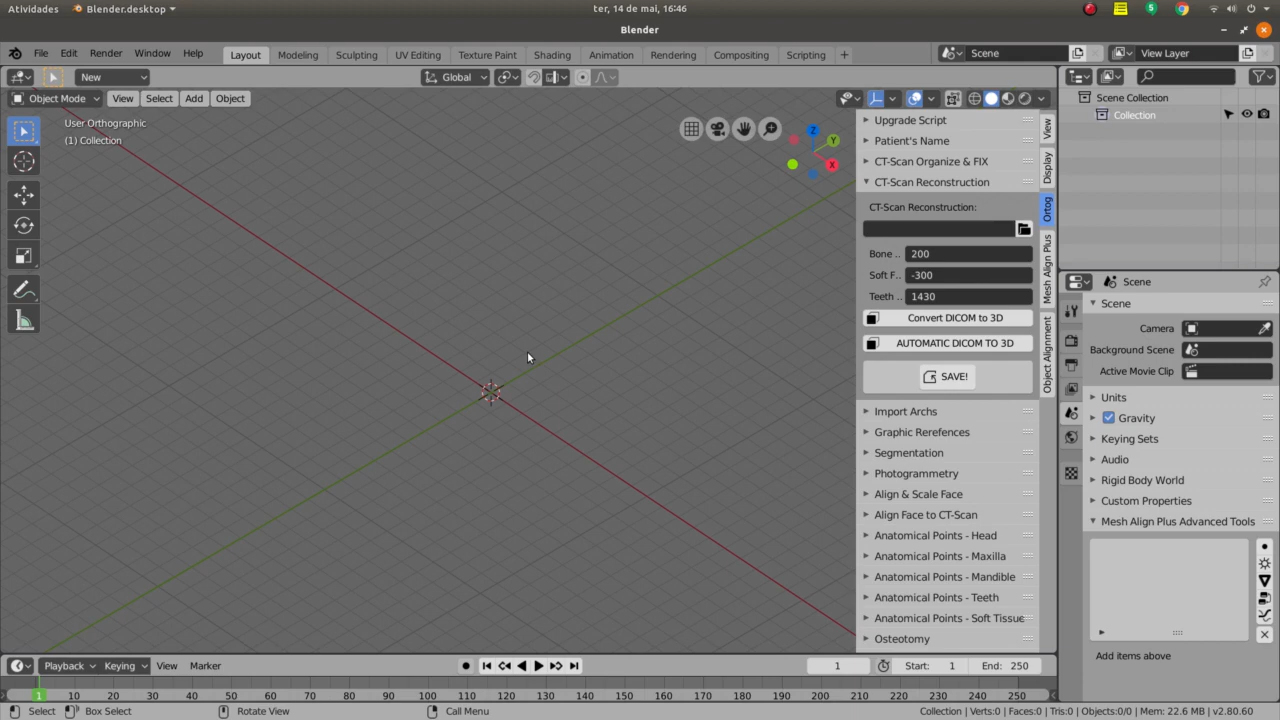 Atividades Blender.desktop ter, 14 de mai, 16:46
Blender
File Edit Render Window Help Layout Modeling Sculpting UV Editing Texture Paint Shading Animation Rendering Compositing Scripting + Scene View Layer
New Global
Object Mode View Select Add Object
User Orthographic
(1) Collection
Z
Y
X
Upgrade Script
Patient's Name
CT-Scan Organize & FIX
CT-Scan Reconstruction
CT-Scan Reconstruction:
Bone .. 200
Soft F.. -300
Teeth .. 1430
Convert DICOM to 3D
AUTOMATIC DICOM TO 3D
SAVE!
Import Archs
Graphic Rerefences
Segmentation
Photogrammetry
Align & Scale Face
Align Face to CT-Scan
Anatomical Points - Head
Anatomical Points - Maxilla
Anatomical Points - Mandible
Anatomical Points - Teeth
Anatomical Points - Soft Tissue
Osteotomy
View
Display
Ortog
Mesh Align Plus
Object Alignment
Scene Collection
Collection
Scene
Scene
Camera
Background Scene
Active Movie Clip
Units
Gravity
Keying Sets
Audio
Rigid Body World
Custom Properties
Mesh Align Plus Advanced Tools
Add items above
Playback Keying View Marker 1 Start: 1 End: 250
1 10 20 30 40 50 60 70 80 90 100 110 120 130 140 150 160 170 180 190 200 210 220 230 240 250
Select Box Select Rotate View Call Menu Collection | Verts:0 | Faces:0 | Tris:0 | Objects:0/0 | Mem: 22.6 MB | v2.80.60